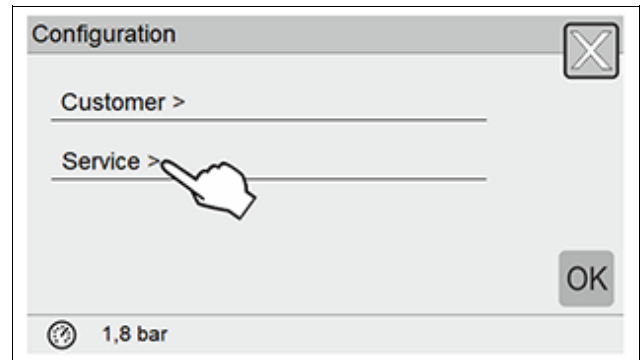 Configuration
Customer >
Service >
OK
1,8 bar